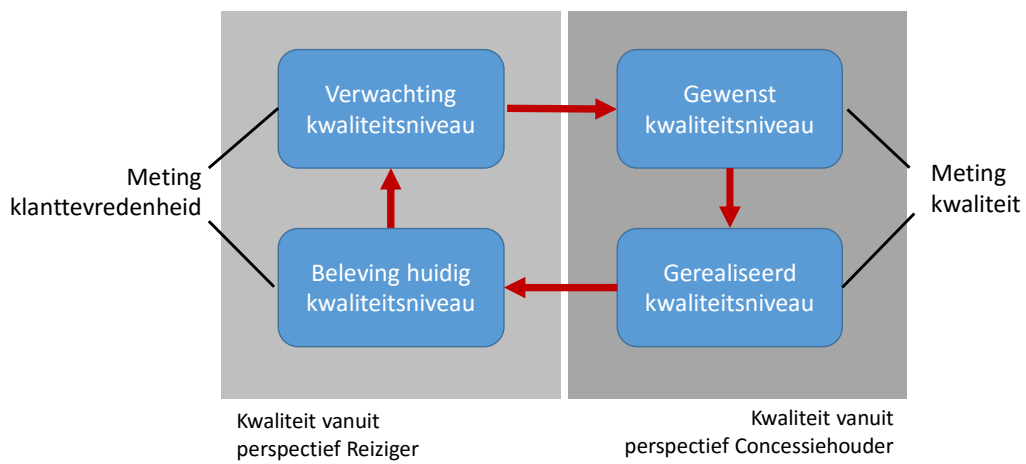 Verwachting
kwaliteitsniveau
Gewenst
kwaliteitsniveau
Meting
klanttevredenheid
Meting
kwaliteit
Beleving huidig
kwaliteitsniveau
Gerealiseerd
kwaliteitsniveau
Kwaliteit vanuit
perspectief Reiziger
Kwaliteit vanuit
perspectief Concessiehouder